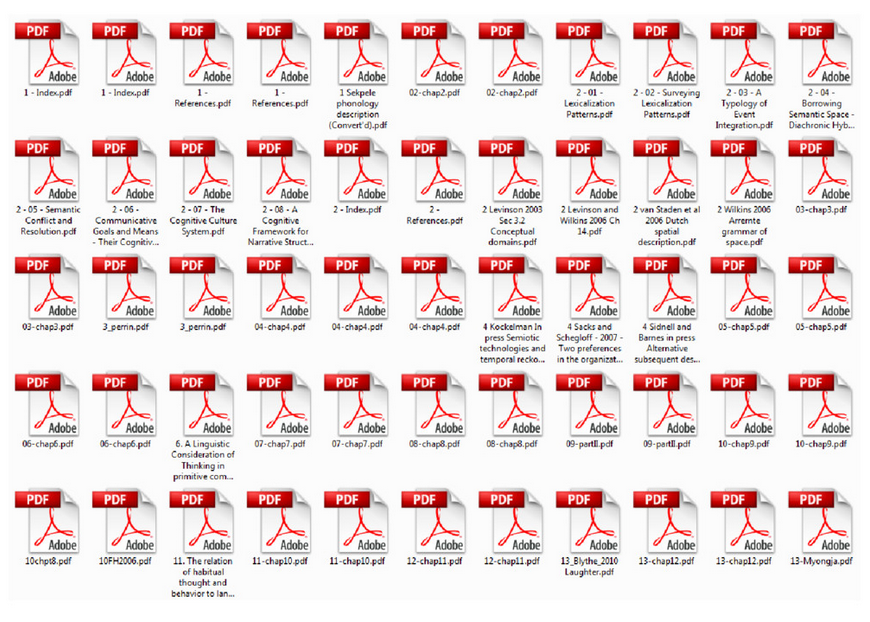 PDF PDF PDF PDF PDF PDF PDF PDF PDF PDF PDF
Adobe Adobe Adobe Adobe Adobe Adobe Adobe Adobe Adobe Adobe Adobe
1 - Index.pdf
1 - Index.pdf
1 -
References.pdf
1 -
References.pdf
1 Sekpele
phonology
description
(Convert'd).pdf
02-chap2.pdf
02-chap2.pdf
2 - 01 -
Lexicalization
Patterns.pdf
2 - 02 - Surveying
Lexicalization
Patterns.pdf
2 - 03 - A
Typology of
Event
Integration.pdf
2 - 04 -
Borrowing
Semantic Space -
Diachronic Hyb...
PDF PDF PDF PDF PDF PDF PDF PDF PDF PDF PDF
Adobe Adobe Adobe Adobe Adobe Adobe Adobe Adobe Adobe Adobe Adobe
2 - 05 - Semantic
Conflict and
Resolution.pdf
2 - 06 -
Communicative
Goals and Means
- Their Cognitiv...
2 - 07 - The
Cognitive Culture
System.pdf
2 - 08 - A
Cognitive
Framework for
Narrative Struct...
2 - Index.pdf
2 -
References.pdf
2 Levinson 2003
Sec 3.2
Conceptual
domains.pdf
2 Levinson and
Wilkins 2006 Ch
14.pdf
2 van Staden et al
2006 Dutch
spatial
description.pdf
2 Wilkins 2006
Arrernte
grammar of
space.pdf
03-chap3.pdf
PDF PDF PDF PDF PDF PDF PDF PDF PDF PDF PDF
Adobe Adobe Adobe Adobe Adobe Adobe Adobe Adobe Adobe Adobe Adobe
03-chap3.pdf
3_perrin.pdf
3_perrin.pdf
04-chap4.pdf
04-chap4.pdf
04-chap4.pdf
4 Kockelman In
press Semiotic
technologies and
temporal recko...
4 Sacks and
Schegloff - 2007 -
Two preferences
in the organizat...
4 Sidnell and
Barnes in press
Alternative
subsequent des...
05-chap5.pdf
05-chap5.pdf
PDF PDF PDF PDF PDF PDF PDF PDF PDF PDF PDF
Adobe Adobe Adobe Adobe Adobe Adobe Adobe Adobe Adobe Adobe Adobe
06-chap6.pdf
06-chap6.pdf
6. A Linguistic
Consideration of
Thinking in
primitive com...
07-chap7.pdf
07-chap7.pdf
08-chap8.pdf
08-chap8.pdf
09-partII.pdf
09-partII.pdf
10-chap9.pdf
10-chap9.pdf
PDF PDF PDF PDF PDF PDF PDF PDF PDF PDF PDF
Adobe Adobe Adobe Adobe Adobe Adobe Adobe Adobe Adobe Adobe Adobe
10chpt8.pdf
10FH2006.pdf
11. The relation
of habitual
thought and
behavior to lan...
11-chap10.pdf
11-chap10.pdf
12-chap11.pdf
12-chap11.pdf
13_Blythe_2010
Laughter.pdf
13-chap12.pdf
13-chap12.pdf
13-Myongja.pdf